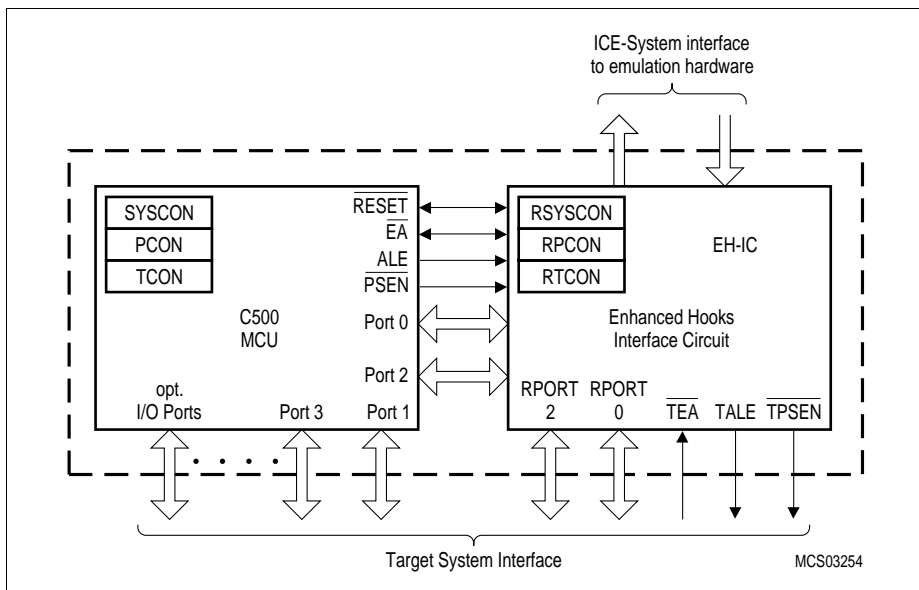 ICE-System interface
to emulation hardware
SYSCON
PCON
TCON
RESET
EA
ALE
PSEN
Port 0
Port 2
C500
MCU
opt.
I/O Ports
Port 3
Port 1
RSYSCON
RPCON
RTCON
EH-IC
Enhanced Hooks
Interface Circuit
RPORT
2
RPORT
0
TEA
TALE
TPSEN
Target System Interface
MCS03254